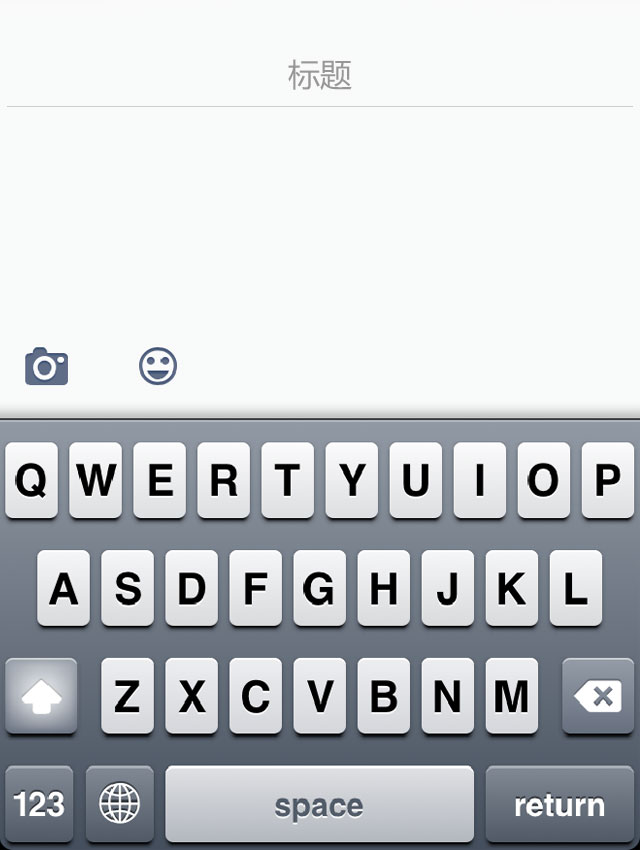 标题
Q W E R T Y U I O P
A S D F G H J K L
Z X C V B N M
123 space return